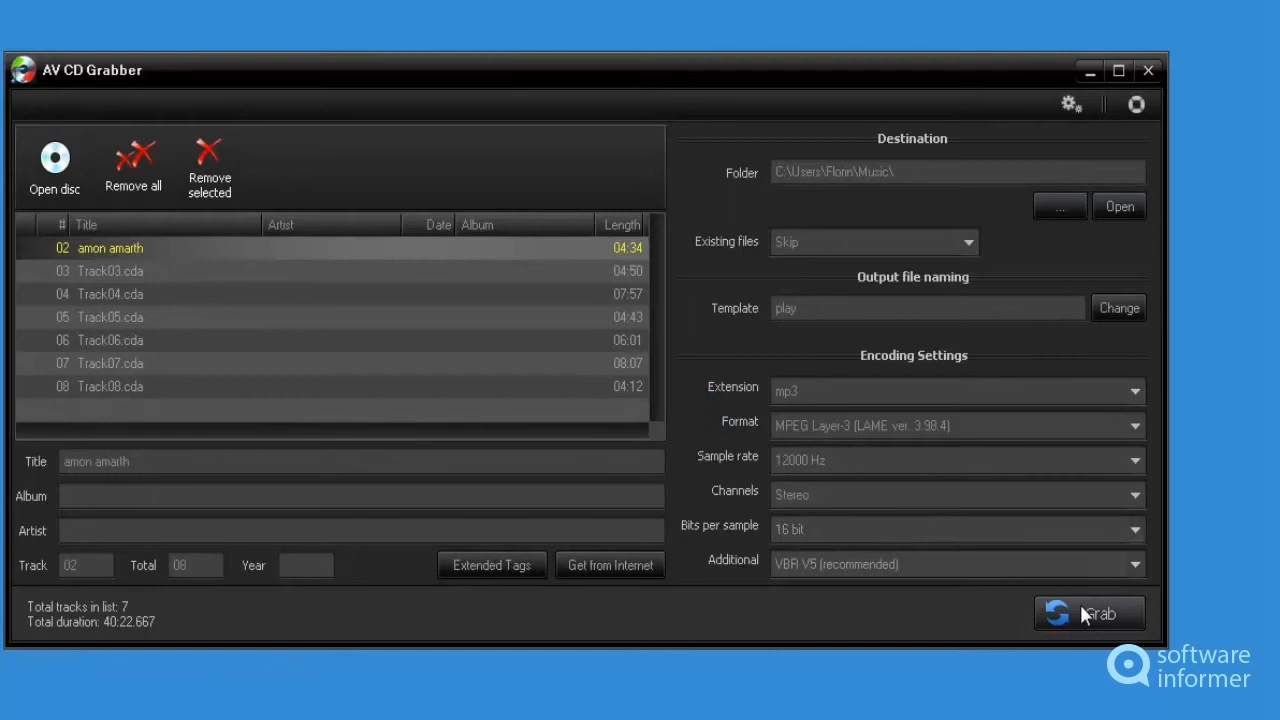 AV CD Grabber
Open disc
Remove all
Remove
selected
# Title Artist Date Album Length
02 amon amarth 04:34
03 Track03.cda 04:50
04 Track04.cda 07:57
05 Track05.cda 04:43
06 Track06.cda 06:01
07 Track07.cda 08:07
08 Track08.cda 04:12
Title amon amarth
Album
Artist
Track 02 Total 08 Year Extended Tags Get from Internet
Total tracks in list: 7
Total duration: 40:22.667
Destination
Folder C:\Users\Florin\Music\
... Open
Existing files Skip
Output file naming
Template play Change
Encoding Settings
Extension mp3
Format MPEG Layer-3 (LAME ver. 3.98.4)
Sample rate 12000 Hz
Channels Stereo
Bits per sample 16 bit
Additional VBR V5 (recommended)
Grab
software
informer